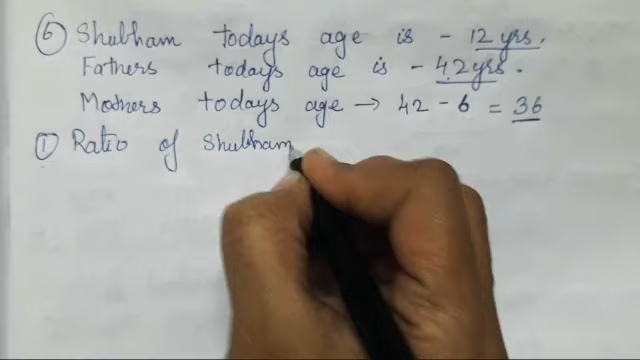 ⑥ Shubham todays age is - 12 yrs.
Fathers todays age is - 42 yrs.
Mothers todays age → 42 - 6 = 36
① Ratio of Shubham